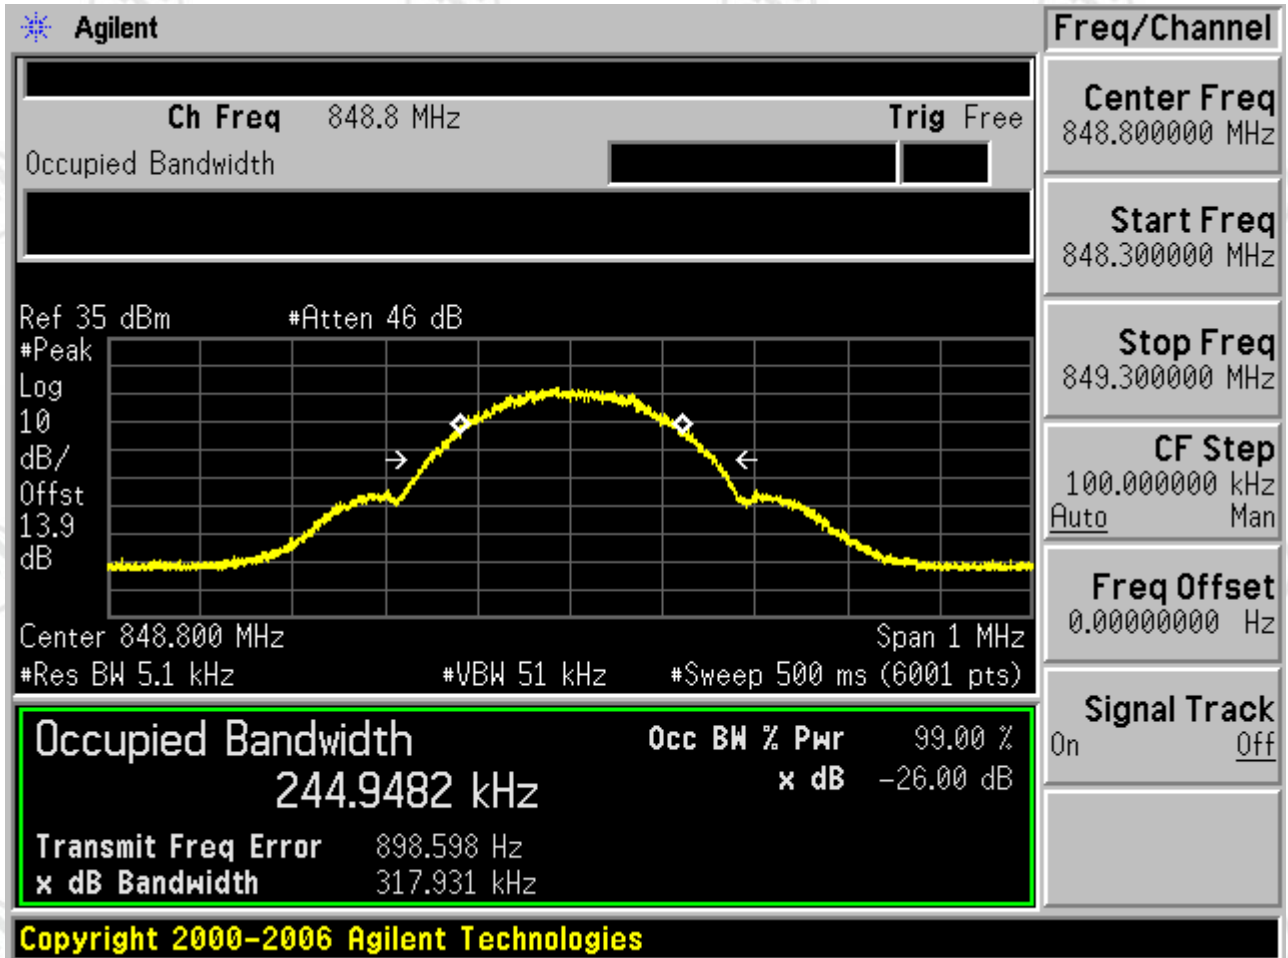 Agilent
Freq/Channel
Ch Freq 848.8 MHz Trig Free
Occupied Bandwidth
Center Freq
848.800000 MHz
Start Freq
848.300000 MHz
Stop Freq
849.300000 MHz
CF Step
100.000000 kHz
Auto Man
Freq Offset
0.00000000 Hz
Signal Track
On Off
Ref 35 dBm #Atten 46 dB
#Peak
Log
10
dB/
Offst
13.9
dB
Center 848.800 MHz Span 1 MHz
#Res BW 5.1 kHz #VBW 51 kHz #Sweep 500 ms (6001 pts)
Occupied Bandwidth
244.9482 kHz
Occ BW % Pwr 99.00 %
x dB -26.00 dB
Transmit Freq Error 898.598 Hz
x dB Bandwidth 317.931 kHz
Copyright 2000-2006 Agilent Technologies